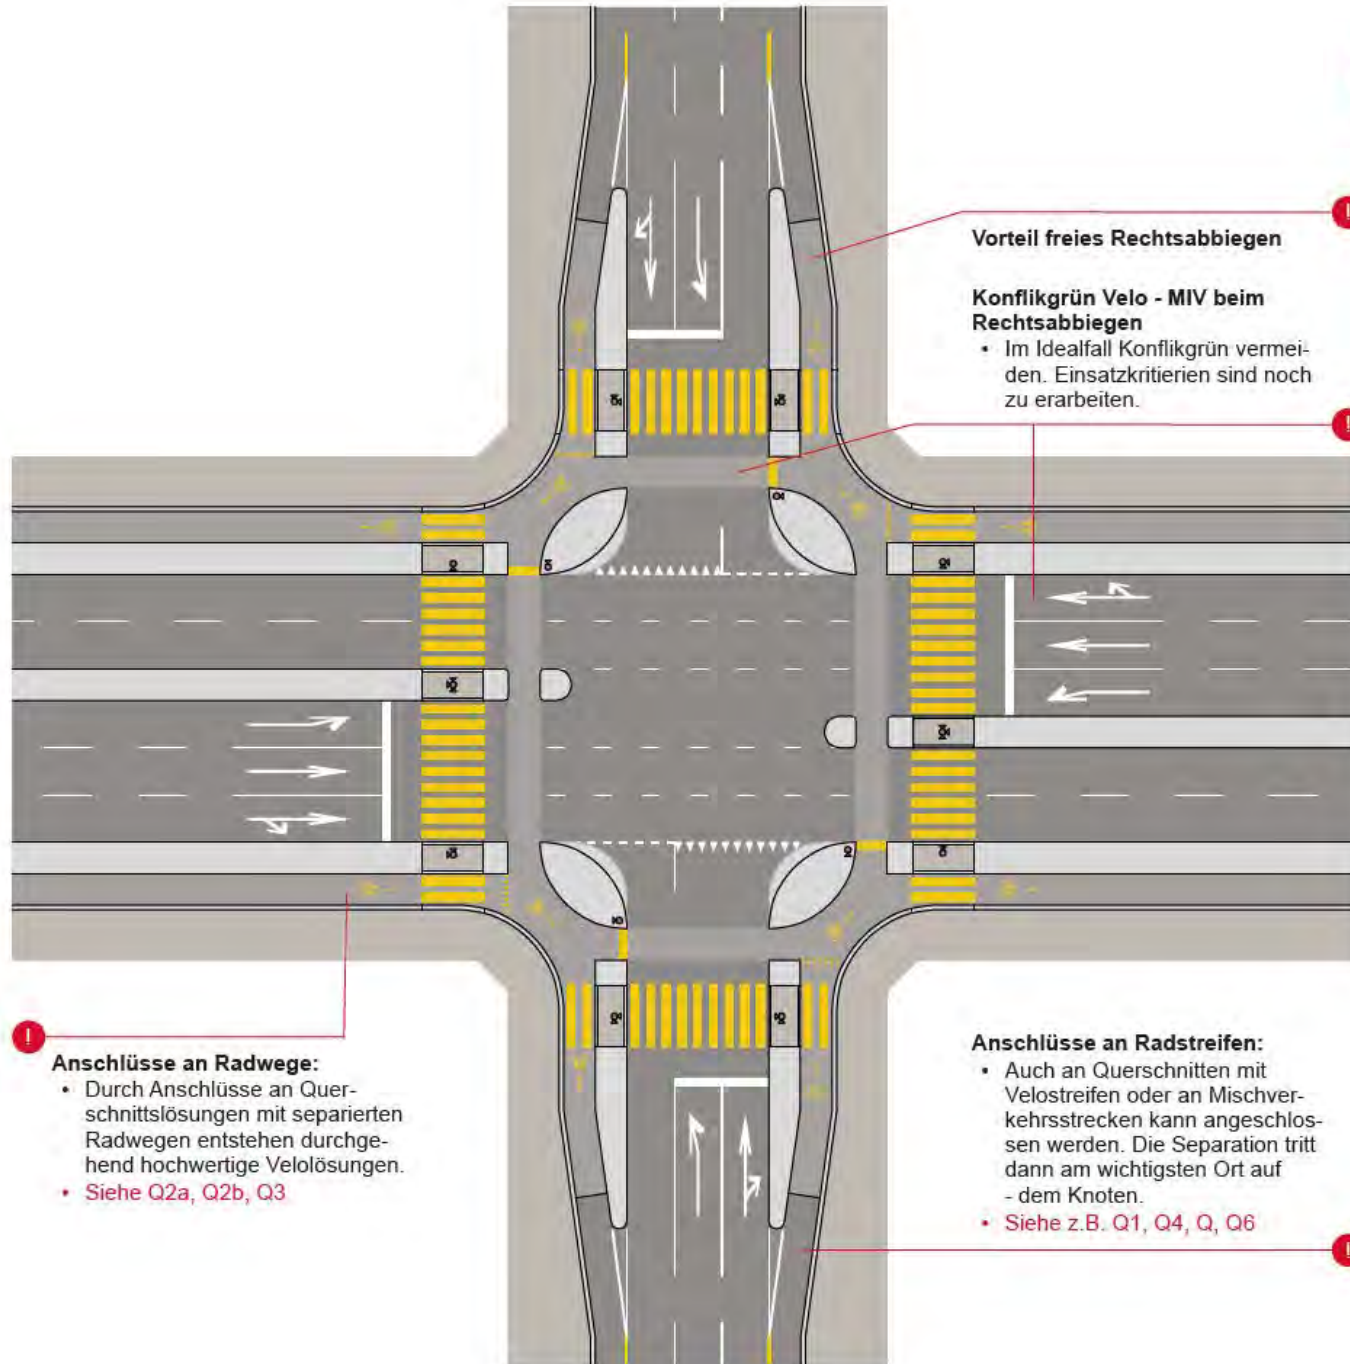 Vorteil freies Rechtsabbiegen
Konflikgrün Velo - MIV beim
Rechtsabbiegen
• Im Idealfall Konflikgrün vermei-
den. Einsatzkritierien sind noch
zu erarbeiten.
Anschlüsse an Radwege:
• Durch Anschlüsse an Quer-
schnittslösungen mit separierten
Radwegen entstehen durchge-
hend hochwertige Velolösungen.
• Siehe Q2a, Q2b, Q3
Anschlüsse an Radstreifen:
• Auch an Querschnitten mit
Velostreifen oder an Mischver-
kehrsstrecken kann angeschlos-
sen werden. Die Separation tritt
dann am wichtigsten Ort auf
- dem Knoten.
• Siehe z.B. Q1, Q4, Q, Q6